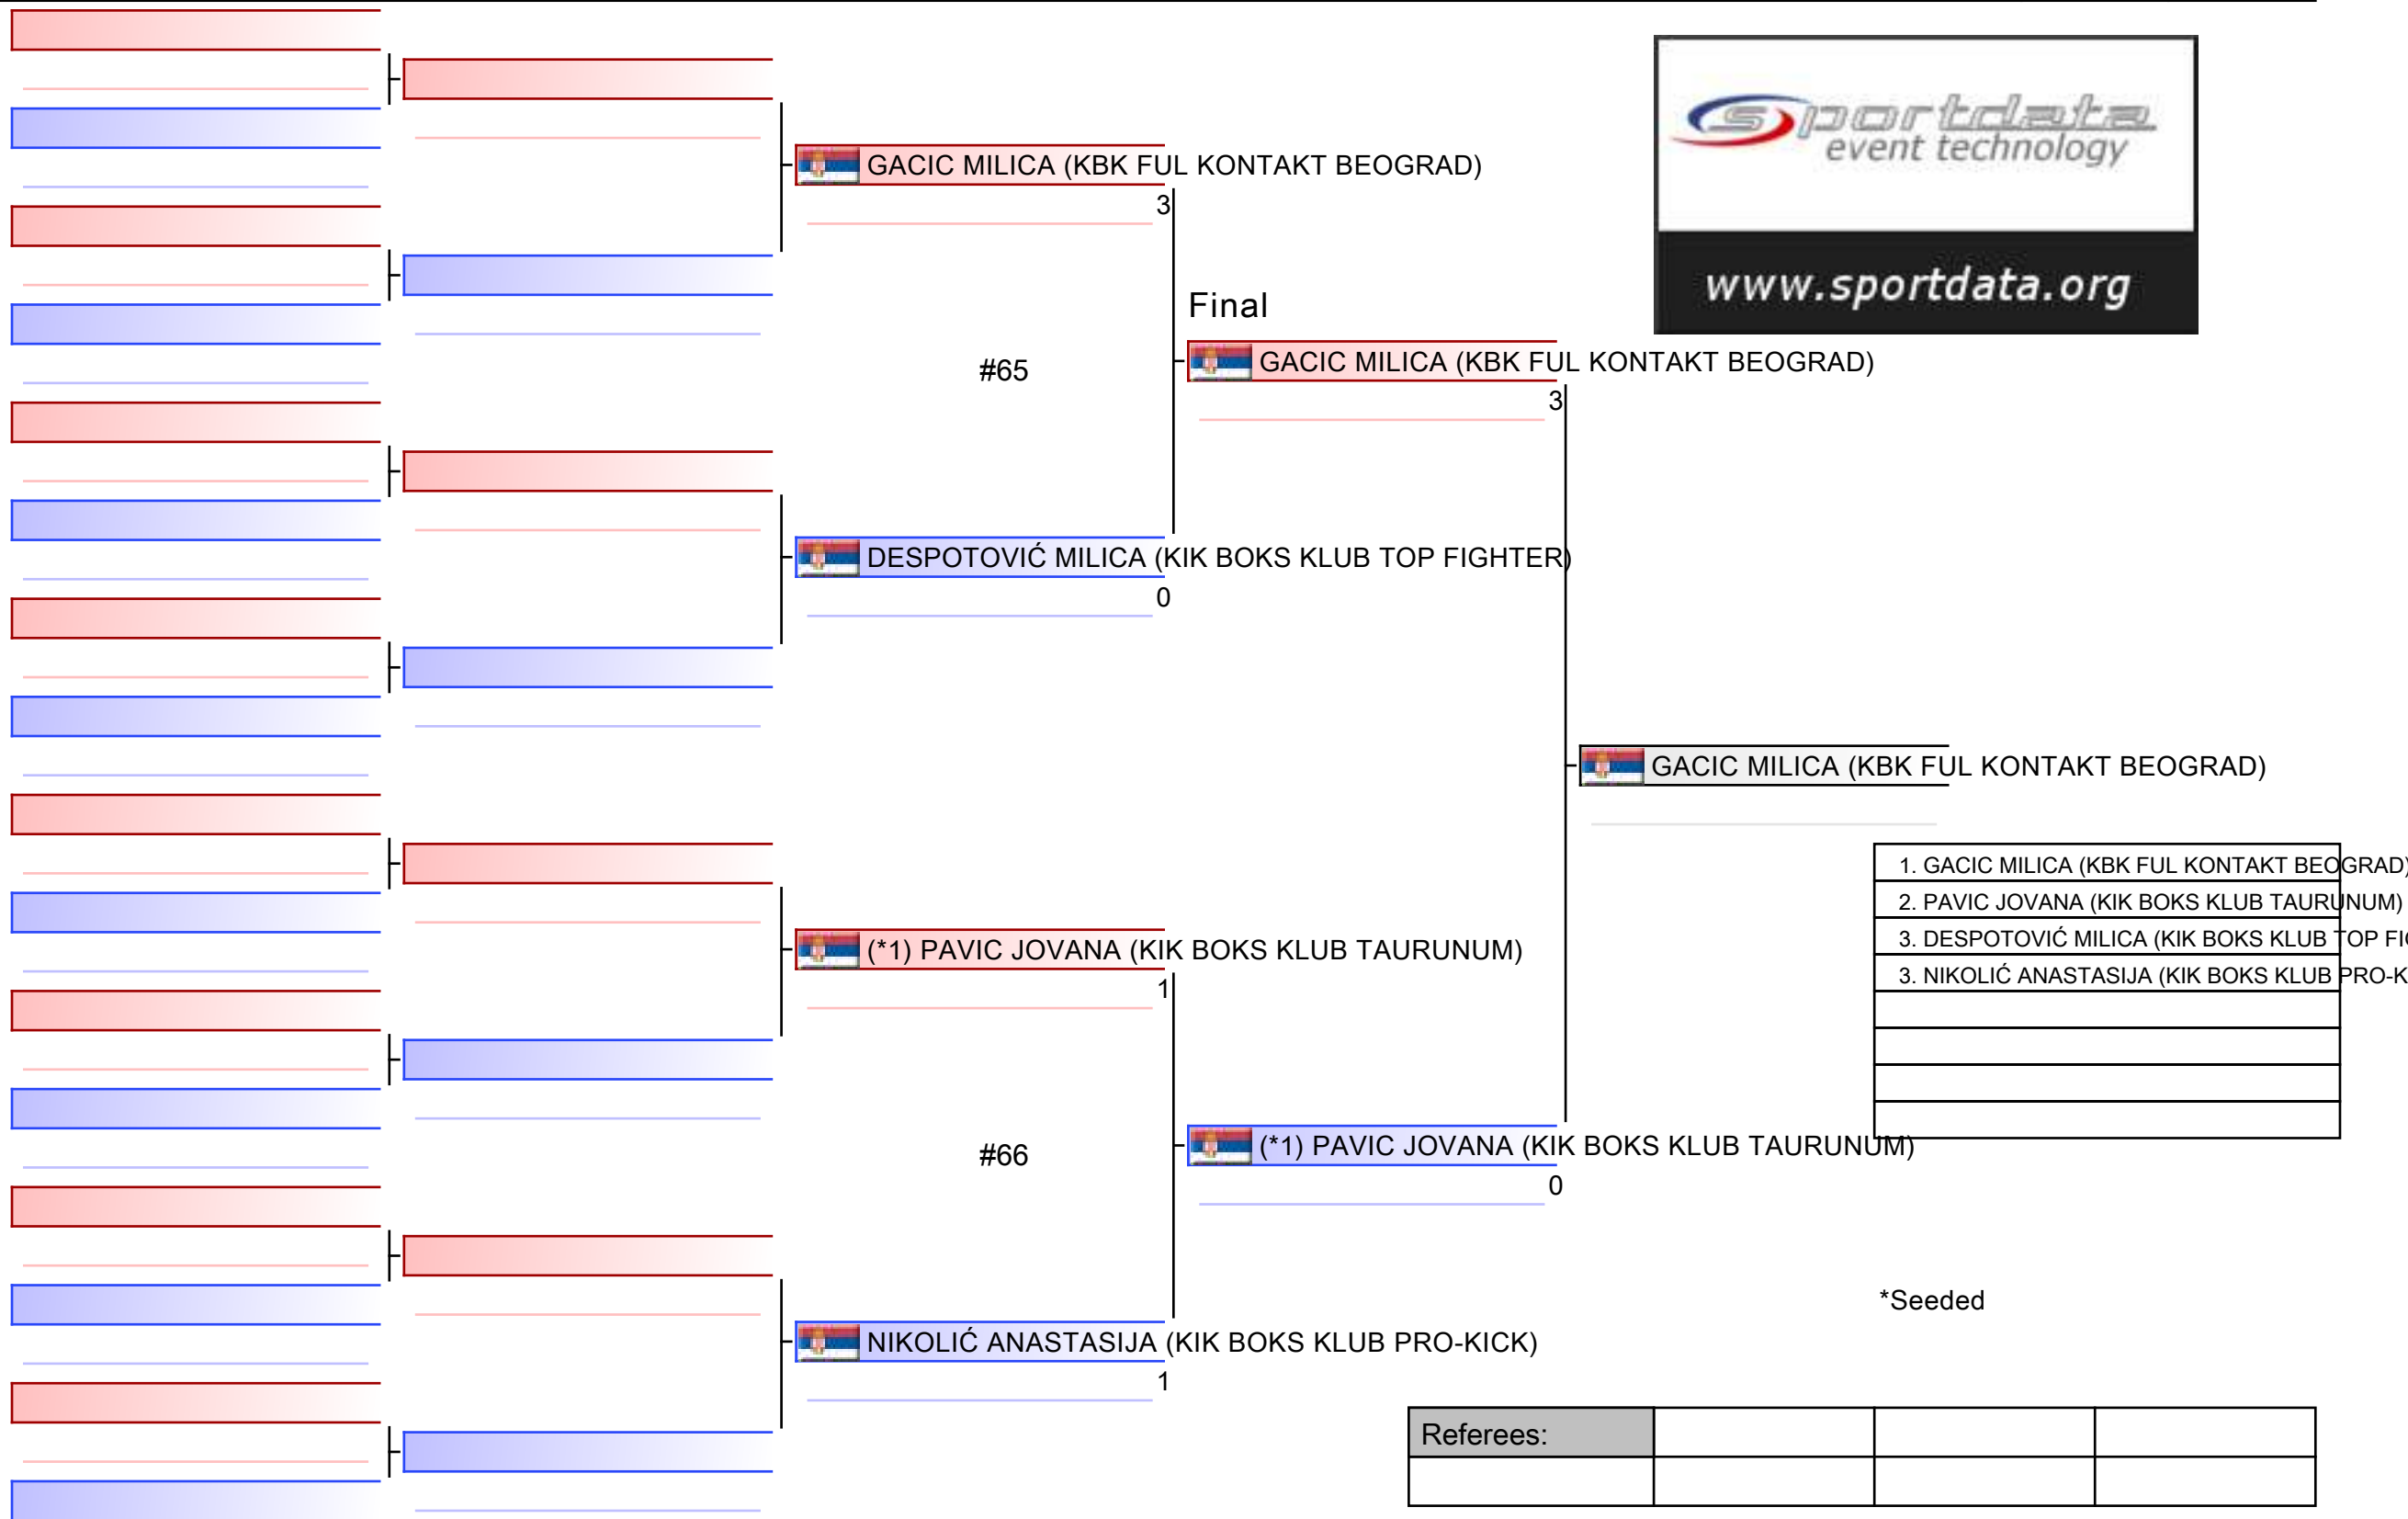 sportdata
event technology
www.sportdata.org
GACIC MILICA (KBK FUL KONTAKT BEOGRAD)
3
Final
#65
GACIC MILICA (KBK FUL KONTAKT BEOGRAD)
3
DESPOTOVIĆ MILICA (KIK BOKS KLUB TOP FIGHTER)
0
GACIC MILICA (KBK FUL KONTAKT BEOGRAD)
1. GACIC MILICA (KBK FUL KONTAKT BEOGRAD)
2. PAVIC JOVANA (KIK BOKS KLUB TAURUNUM)
3. DESPOTOVIĆ MILICA (KIK BOKS KLUB TOP FI
3. NIKOLIĆ ANASTASIJA (KIK BOKS KLUB PRO-K
(*1) PAVIC JOVANA (KIK BOKS KLUB TAURUNUM)
1
#66
(*1) PAVIC JOVANA (KIK BOKS KLUB TAURUNUM)
0
*Seeded
NIKOLIĆ ANASTASIJA (KIK BOKS KLUB PRO-KICK)
1
Referees: